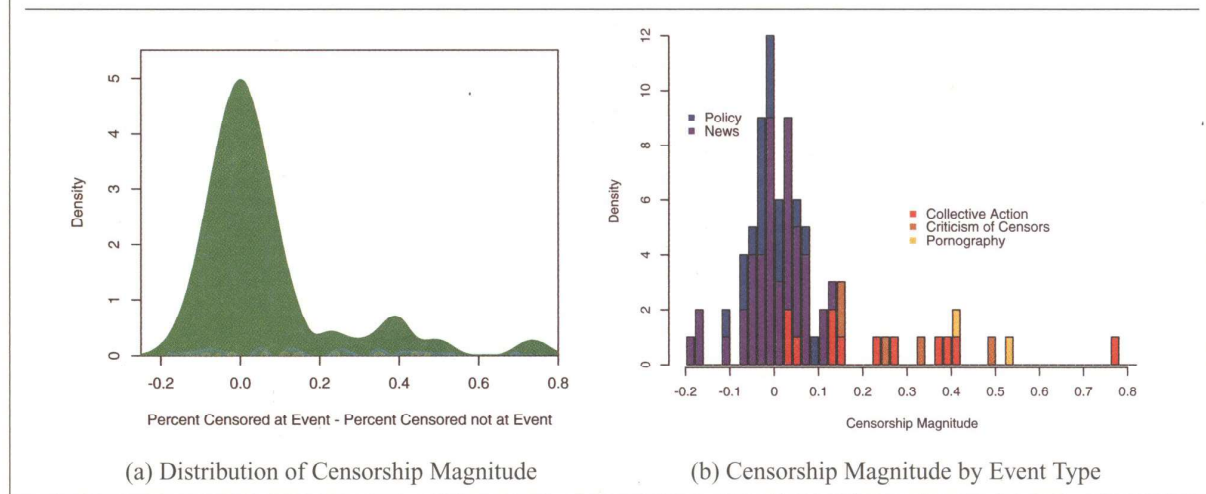 Density
5
4
3
2
1
0
-0.2 0.0 0.2 0.4 0.6 0.8
Percent Censored at Event - Percent Censored not at Event
(a) Distribution of Censorship Magnitude
Density
12
10
8
6
4
2
0
Policy
News
Collective Action
Criticism of Censors
Pornography
-0.2 -0.1 0 0.1 0.2 0.3 0.4 0.5 0.6 0.7 0.8
Censorship Magnitude
(b) Censorship Magnitude by Event Type